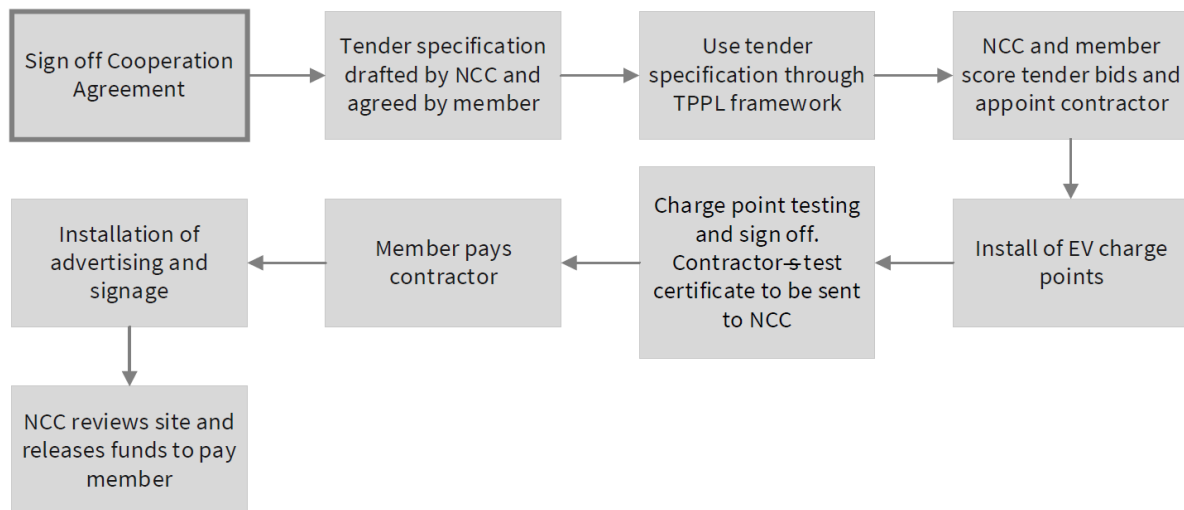 Sign off Cooperation
Agreement
Tender specification
drafted by NCC and
agreed by member
Use tender
specification through
TPPL framework
NCC and member
score tender bids and
appoint contractor
Install of EV charge
points
Charge point testing
and sign off.
Contractor s test
certificate to be sent
to NCC
Member pays
contractor
Installation of
advertising and
signage
NCC reviews site and
releases funds to pay
member